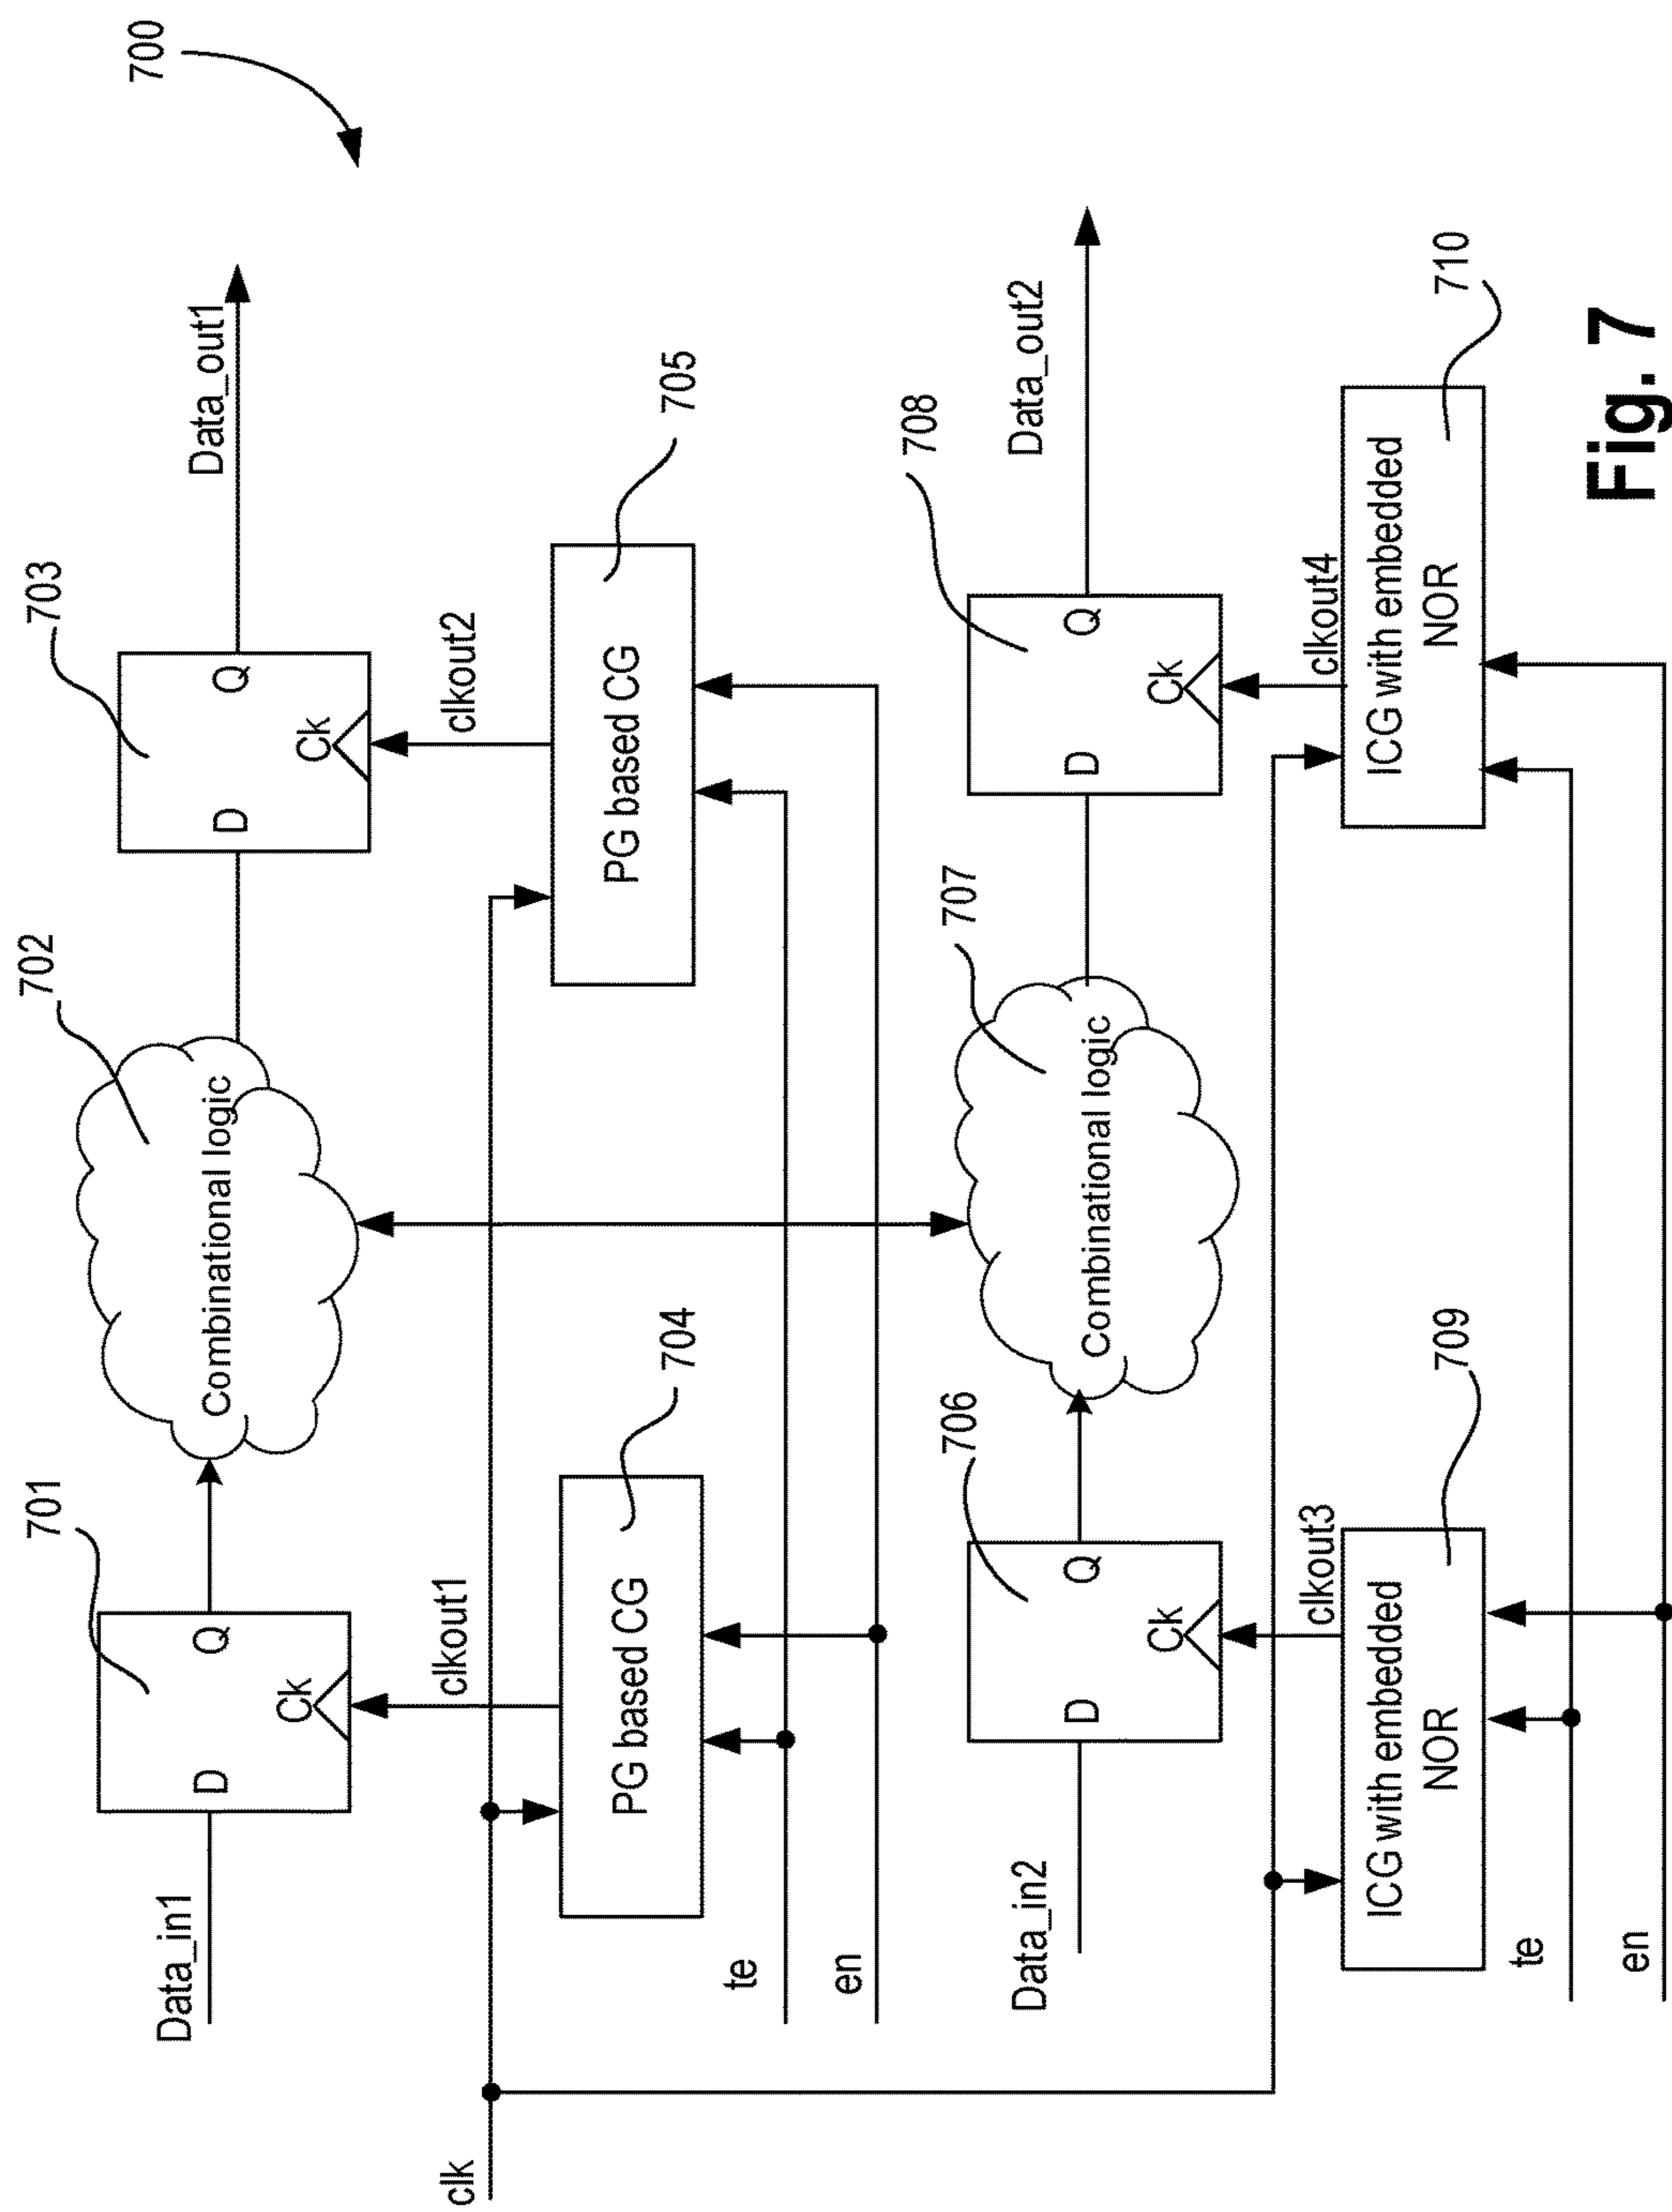 700
701
702
703
Data_in1
D
Q
Ck
Combinational logic
D
Q
Ck
Data_out1
clkout1
clkout2
704
705
clk
PG based CG
PG based CG
te
en
706
707
708
Data_in2
D
Q
Ck
Combinational logic
D
Q
Ck
Data_out2
clkout3
clkout4
709
710
ICG with embedded
NOR
ICG with embedded
NOR
te
en
Fig. 7